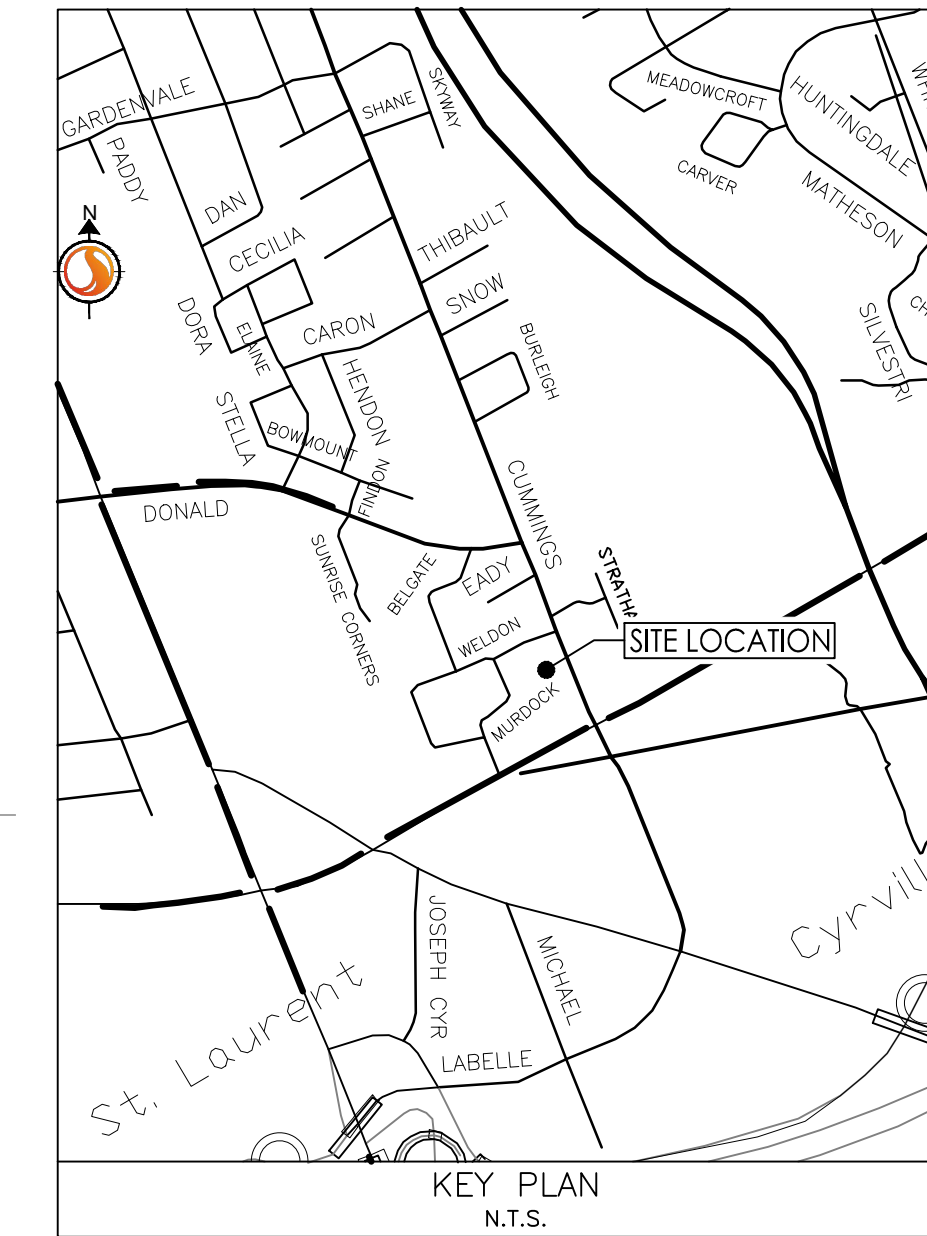 GARDENVALE
PADDY
SHANE
SKYWAY
MEADOWCROFT
HUNTINGDALE
CARVER
MATHESON
N
DAN
CECILIA
THIBAULT
SNOW
DORA
ELAINE
CARON
BURLEIGH
SILVESTRI
HENDON
STELLA
BOWMOUNT
FINDON
DONALD
CUMMINGS
SUNRISE CORNERS
BELGATE
EADY
STRATHA
WELDON
SITE LOCATION
MURDOCK
JOSEPH CYR
MICHAEL
Cyrvill
St. Laurent
LABELLE
KEY PLAN
N.T.S.